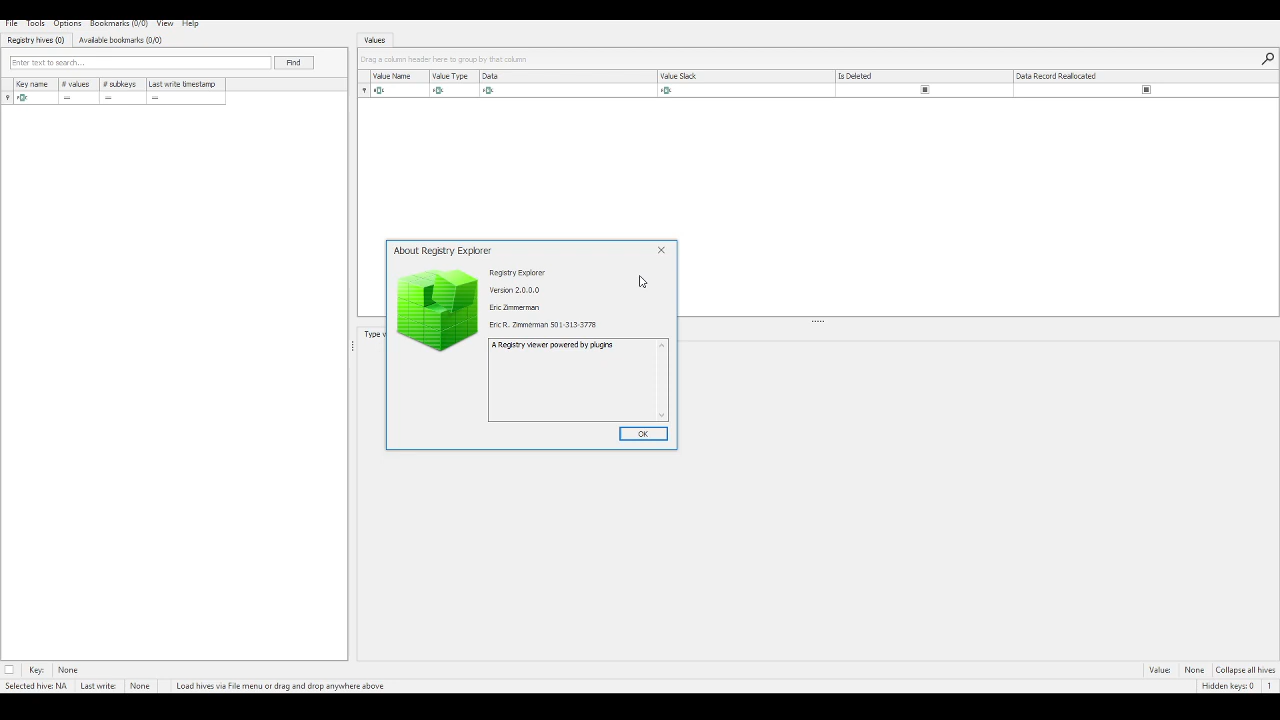 File Tools Options Bookmarks (0/0) View Help
Registry hives (0) Available bookmarks (0/0)
Enter text to search... Find
Key name # values # subkeys Last write timestamp
= = =
Values
Drag a column header here to group by that column
Value Name Value Type Data Value Slack Is Deleted Data Record Reallocated
About Registry Explorer
Registry Explorer
Version 2.0.0.0
Eric Zimmerman
Eric R. Zimmerman 501-313-3778
A Registry viewer powered by plugins
OK
Type v
Key: None
Value: None Collapse all hives
Selected hive: NA Last write: None Load hives via File menu or drag and drop anywhere above
Hidden keys: 0 1